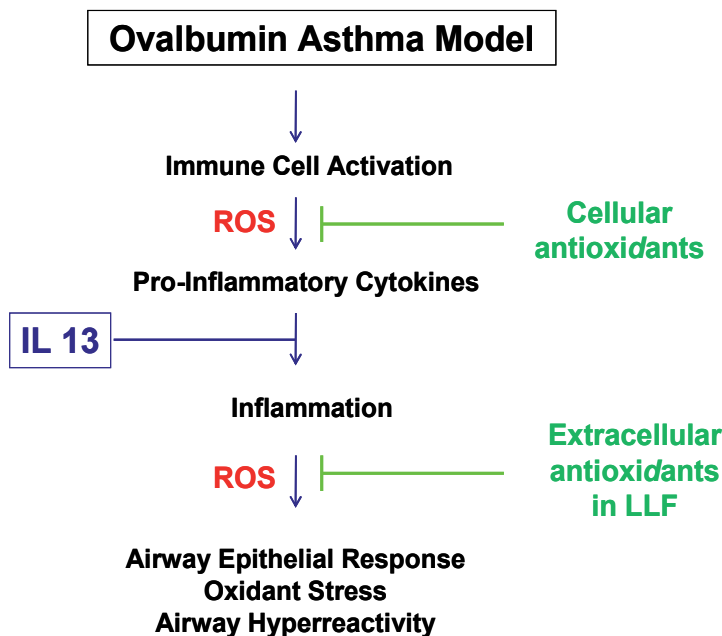 Ovalbumin Asthma Model
Immune Cell Activation
ROS
Cellular
antioxidants
Pro-Inflammatory Cytokines
IL 13
Inflammation
ROS
Extracellular
antioxidants
in LLF
Airway Epithelial Response
Oxidant Stress
Airway Hyperreactivity